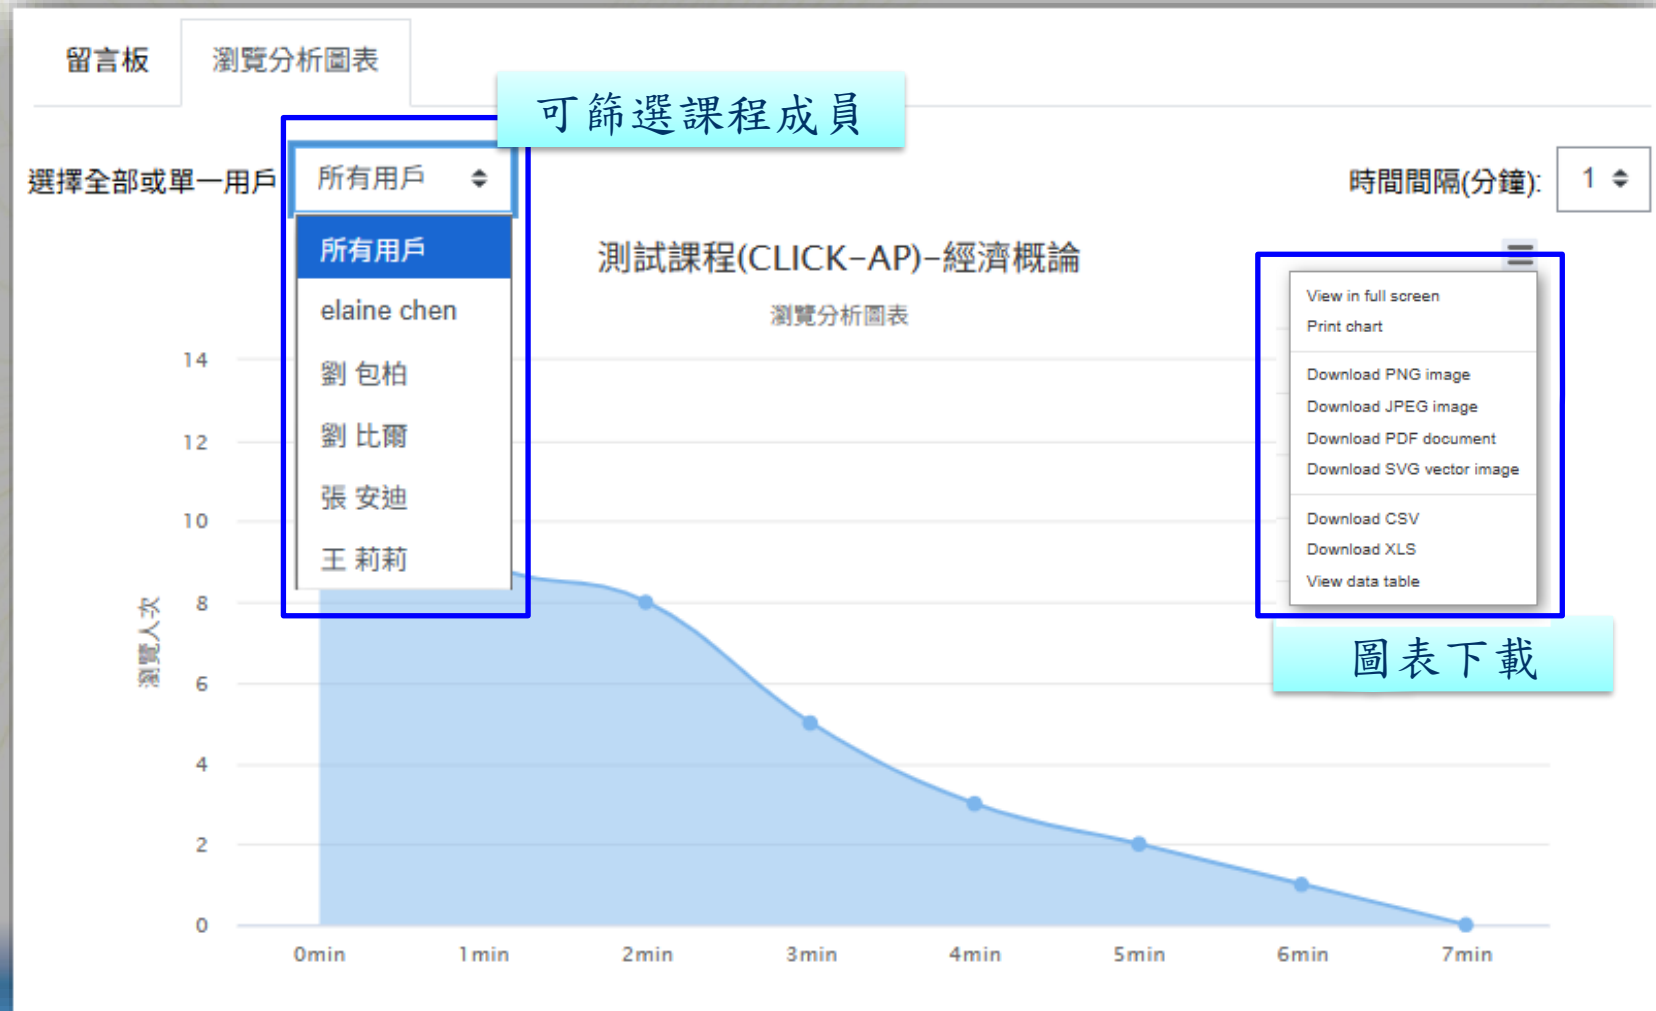 留言板
瀏覽分析圖表
可篩選課程成員
選擇全部或單一用戶
所有用戶
時間間隔(分鐘):
1
所有用戶
elaine chen
劉 包柏
劉 比爾
張 安迪
王 莉莉
測試課程(CLICK-AP)-經濟概論
瀏覽分析圖表
View in full screen
Print chart
Download PNG image
Download JPEG image
Download PDF document
Download SVG vector image
Download CSV
Download XLS
View data table
圖表下載
瀏覽人次
14
12
10
8
6
4
2
0
0min
1min
2min
3min
4min
5min
6min
7min